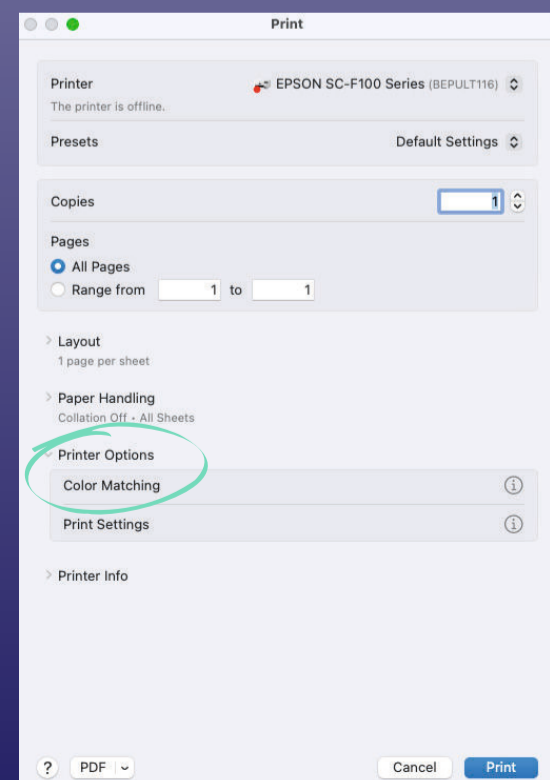 Print
Printer EPSON SC-F100 Series (BEPULT116)
The printer is offline.
Presets Default Settings
Copies 1
Pages
All Pages
Range from 1 to 1
Layout
1 page per sheet
Paper Handling
Collation Off • All Sheets
Printer Options
Color Matching
Print Settings
Printer Info
? PDF Cancel Print